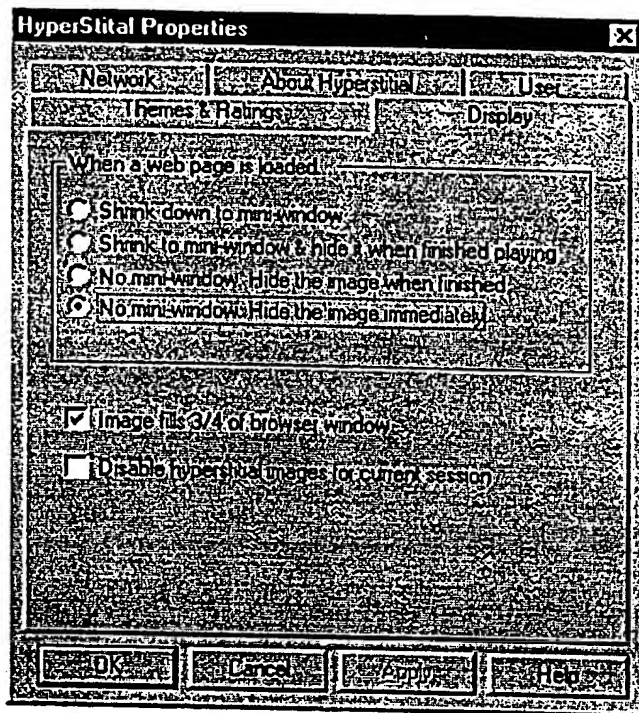 HyperStital Properties
Network About Hyperstitial User
Themes & Ratings Display
When a web page is loaded
Shrink down to mini-window
Shrink to mini-window & hide it when finished playing
No mini-window. Hide the image when finished
No mini-window. Hide the image immediately
Image fills 3/4 of browser window
Disable hyperstitial images for current session
OK Cancel Apply Help